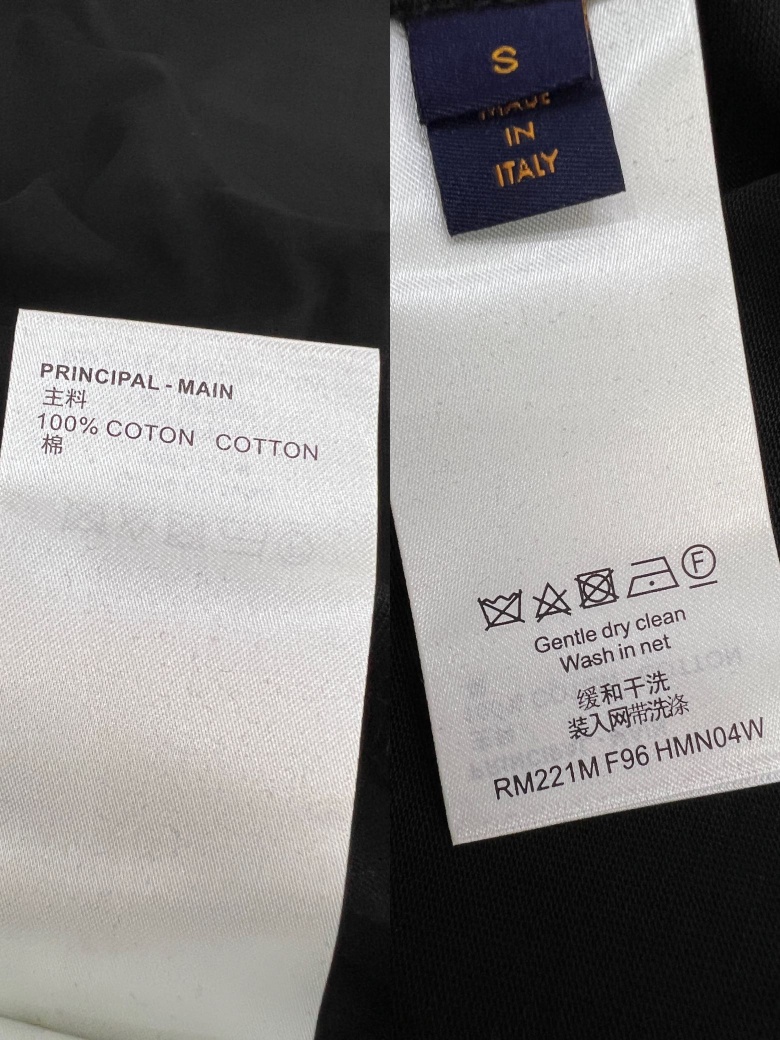 PRINCIPAL - MAIN
主料
100% COTON COTTON
棉
S
MADE
IN
ITALY
F
Gentle dry clean
Wash in net
缓和干洗
装入网带洗涤
RM221M F96 HMN04W